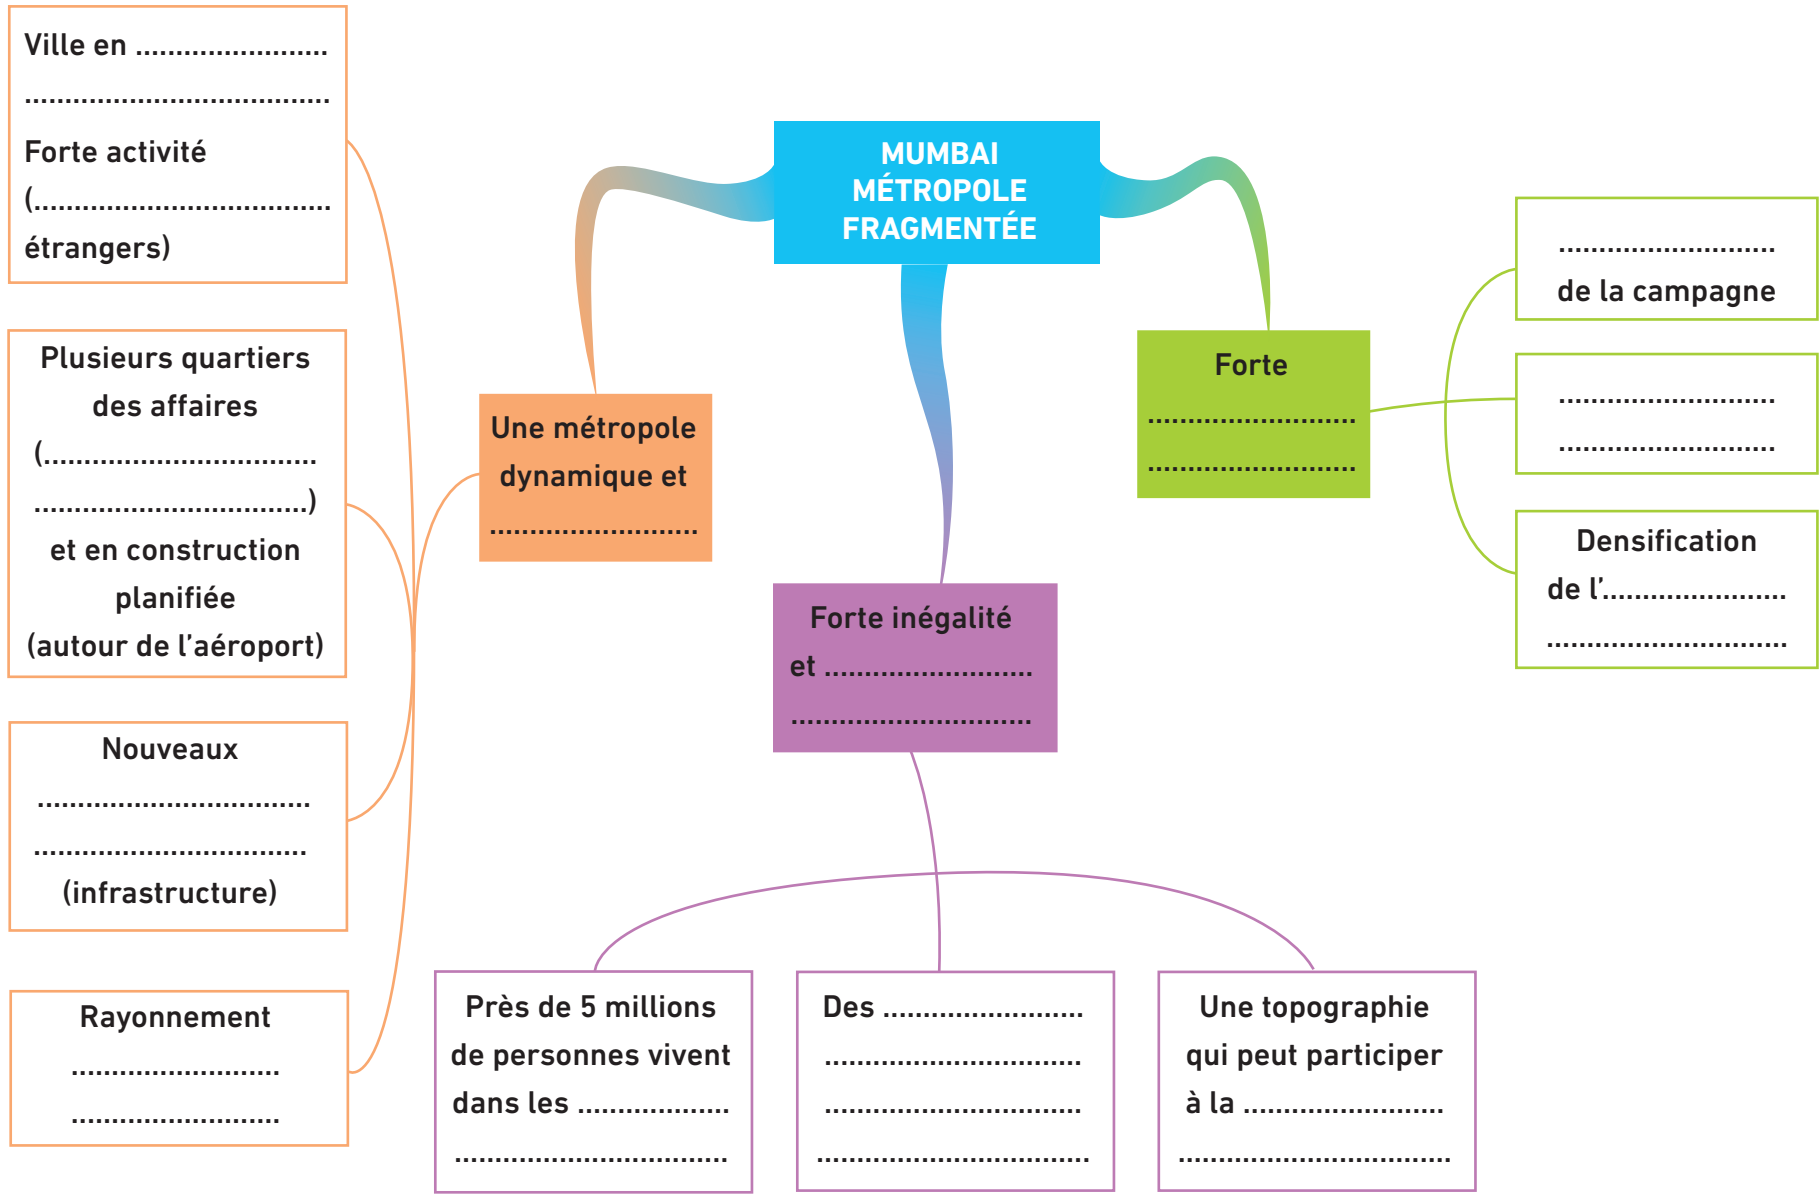 MUMBAI
MÉTROPOLE
FRAGMENTÉE
Ville en ........................
......................................
Forte activité
(.....................................
étrangers)
Plusieurs quartiers
des affaires
(..................................
..................................)
et en construction
planifiée
(autour de l’aéroport)
Nouveaux
..................................
..................................
(infrastructure)
Rayonnement
..........................
..........................
Une métropole
dynamique et
..........................
Forte inégalité
et ..........................
..............................
Près de 5 millions
de personnes vivent
dans les ...................
..................................
Des .........................
................................
................................
..................................
Une topographie
qui peut participer
à la .........................
..................................
Forte
..........................
..........................
...........................
de la campagne
...........................
...........................
Densification
de l’.......................
..............................